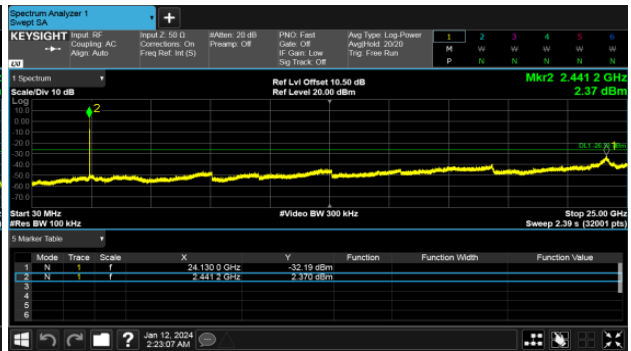 Spectrum Analyzer 1
Swept SA
KEYSIGHT Input: RF Input Z: 50 Ω #Atten: 20 dB PNO: Fast Avg Type: Log-Power 1 2 3 4 5 6
Coupling: AC Corrections: On Preamp: Off Gate: Off Avg|Hold: 20/20 M W W W W W
Align: Auto Freq Ref: Int (S) IF Gain: Low Trig: Free Run
Sig Track: Off P N N N N N
LXI
1 Spectrum Ref Lvl Offset 10.50 dB Mkr2 2.441 2 GHz
Scale/Div 10 dB Ref Level 20.00 dBm 2.37 dBm
Log
10.0
0.00
-10.0
-20.0
-30.0
-40.0
-50.0
-60.0
-70.0
2
1
Start 30 MHz #Video BW 300 kHz Stop 25.00 GHz
#Res BW 100 kHz Sweep 2.39 s (32001 pts)
5 Marker Table
Mode Trace Scale X Y Function Function Width Function Value
1 N 1 f 24.130 0 GHz -32.19 dBm
2 N 1 f 2.441 2 GHz 2.370 dBm
3
4
5
6
? Jan 12, 2024
2:23:07 AM